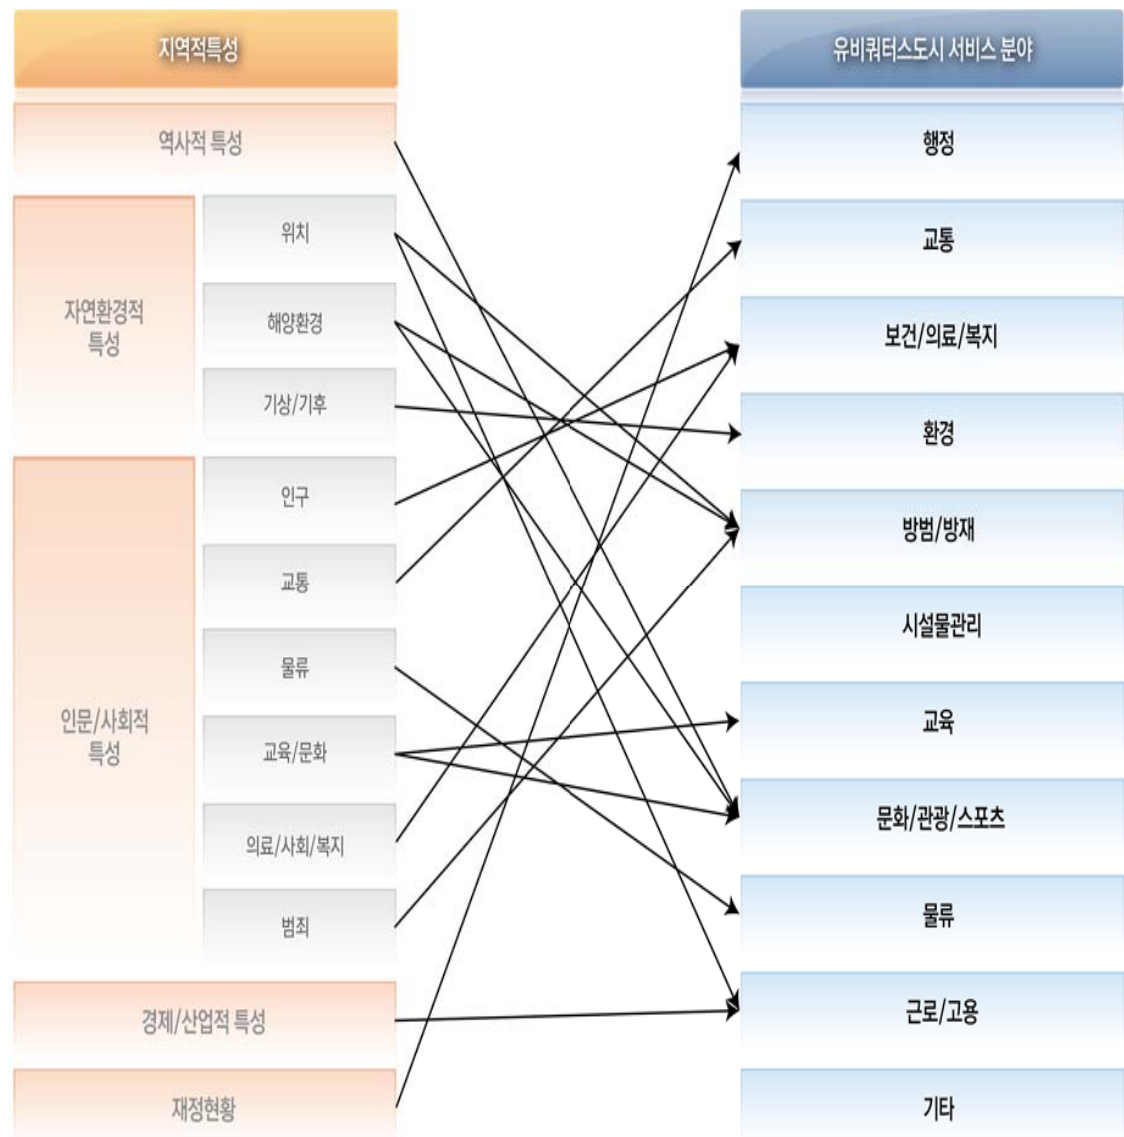 지역적특성
역사적 특성
자연환경적
특성
위치
해양환경
기상/기후
인문/사회적
특성
인구
교통
물류
교육/문화
의료/사회/복지
범죄
경제/산업적 특성
재정현황
유비쿼터스도시 서비스 분야
행정
교통
보건/의료/복지
환경
방범/방재
시설물관리
교육
문화/관광/스포츠
물류
근로/고용
기타